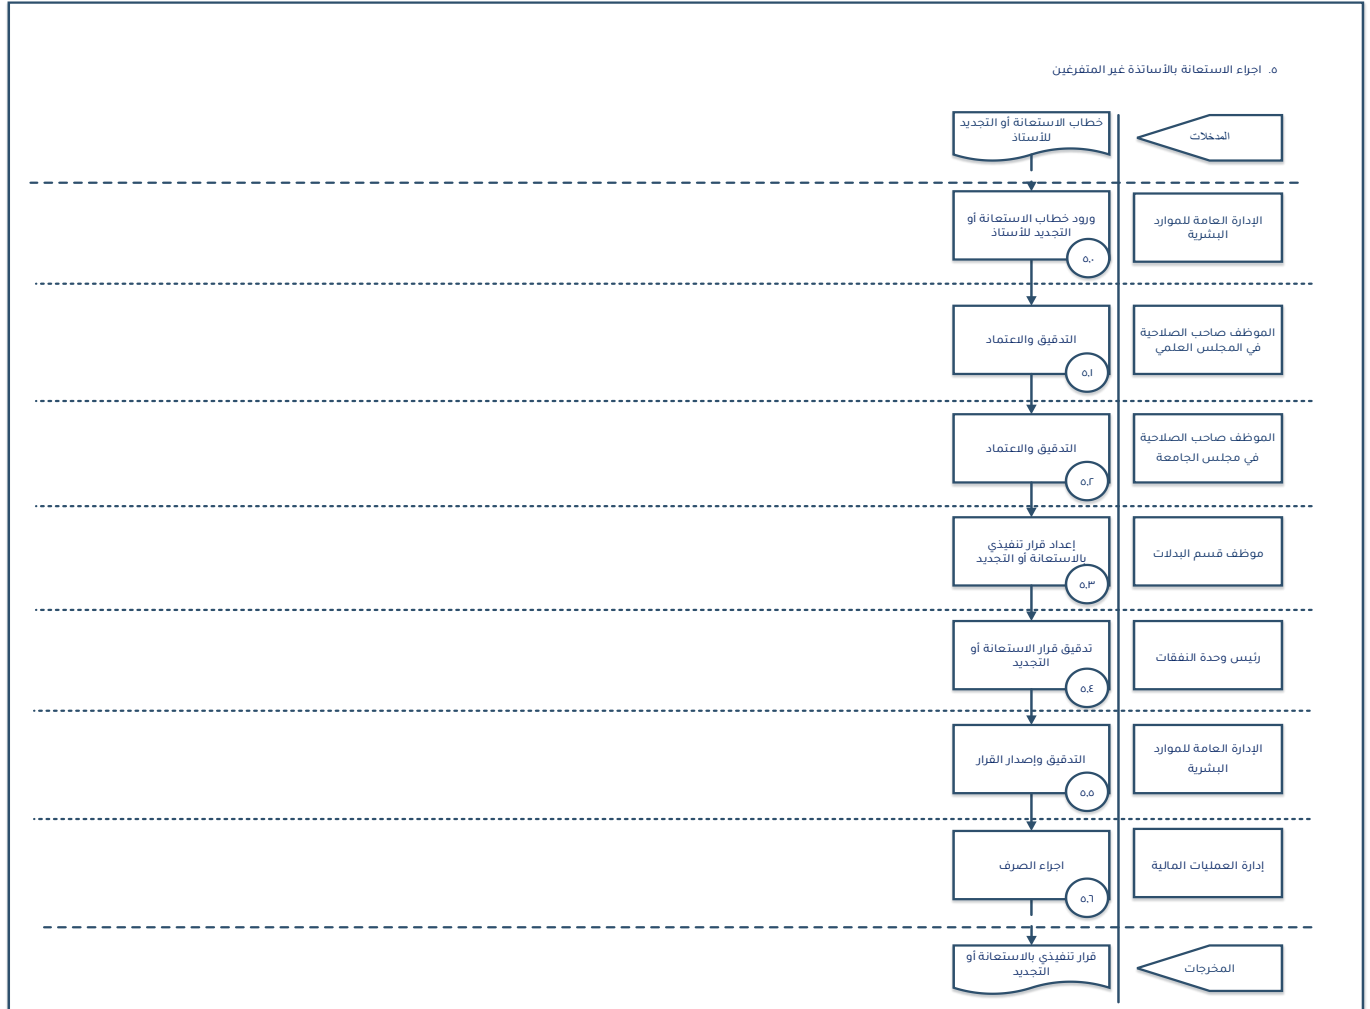 ٥. اجراء الاستعانة بالأساتذة غير المتفرغين
المدخلات
خطاب الاستعانة أو التجديد
للأستاذ
الإدارة العامة للموارد
البشرية
ورود خطاب الاستعانة أو
التجديد للأستاذ
٥.٠
الموظف صاحب الصلاحية
في المجلس العلمي
التدقيق والاعتماد
٥.١
الموظف صاحب الصلاحية
في مجلس الجامعة
التدقيق والاعتماد
٥.٢
موظف قسم البدلات
إعداد قرار تنفيذي
بالاستعانة أو التجديد
٥.٣
رئيس وحدة النفقات
تدقيق قرار الاستعانة أو
التجديد
٥.٤
الإدارة العامة للموارد
البشرية
التدقيق وإصدار القرار
٥.٥
إدارة العمليات المالية
اجراء الصرف
٥.٦
المخرجات
قرار تنفيذي بالاستعانة أو
التجديد